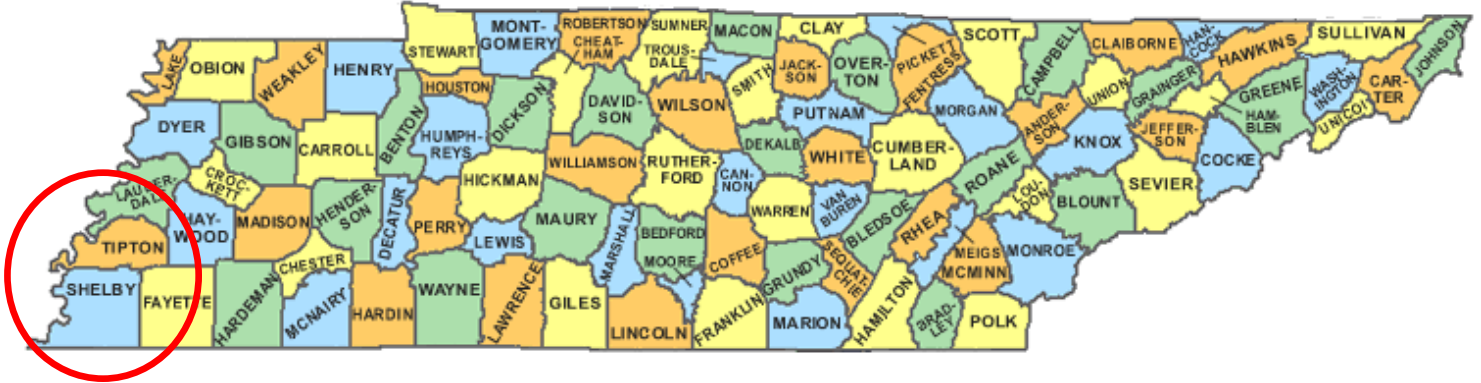 LAKE
OBION
WEAKLEY
HENRY
STEWART
MONT-
GOMERY
ROBERTSON
CHEAT-
HAM
SUMNER
TROUS-
DALE
MACON
CLAY
PICKETT
FENTRESS
SCOTT
CAMPBELL
CLAIBORNE
HAN-
COCK
HAWKINS
SULLIVAN
JOHNSON
DYER
GIBSON
CARROLL
BENTON
HOUSTON
HUMPH-
REYS
DICKSON
DAVID-
SON
WILSON
SMITH
JACK-
SON
OVER-
TON
PUTNAM
MORGAN
ANDER-
SON
UNION
GRAINGER
HAM-
BLEN
GREENE
WASH-
INGTON
UNICOI
CAR-
TER
LAUDER-
DALE
CROC-
KETT
HAY-
WOOD
MADISON
HENDER-
SON
DECATUR
PERRY
HICKMAN
WILLIAMSON
RUTHER-
FORD
CAN-
NON
DEKALB
WHITE
CUMBER-
LAND
ROANE
LOU-
DON
KNOX
BLOUNT
JEFFER-
SON
SEVIER
COCKE
TIPTON
SHELBY
FAYETTE
HARDEMAN
CHESTER
MCNAIRY
HARDIN
WAYNE
LEWIS
LAWRENCE
MAURY
GILES
MARSHALL
BEDFORD
MOORE
LINCOLN
COFFEE
FRANKLIN
WARREN
GRUNDY
MARION
VAN
BUREN
SEQUAT-
CHIE
BLEDSOE
HAMILTON
RHEA
MEIGS
MCMINN
BRAD-
LEY
POLK
MONROE